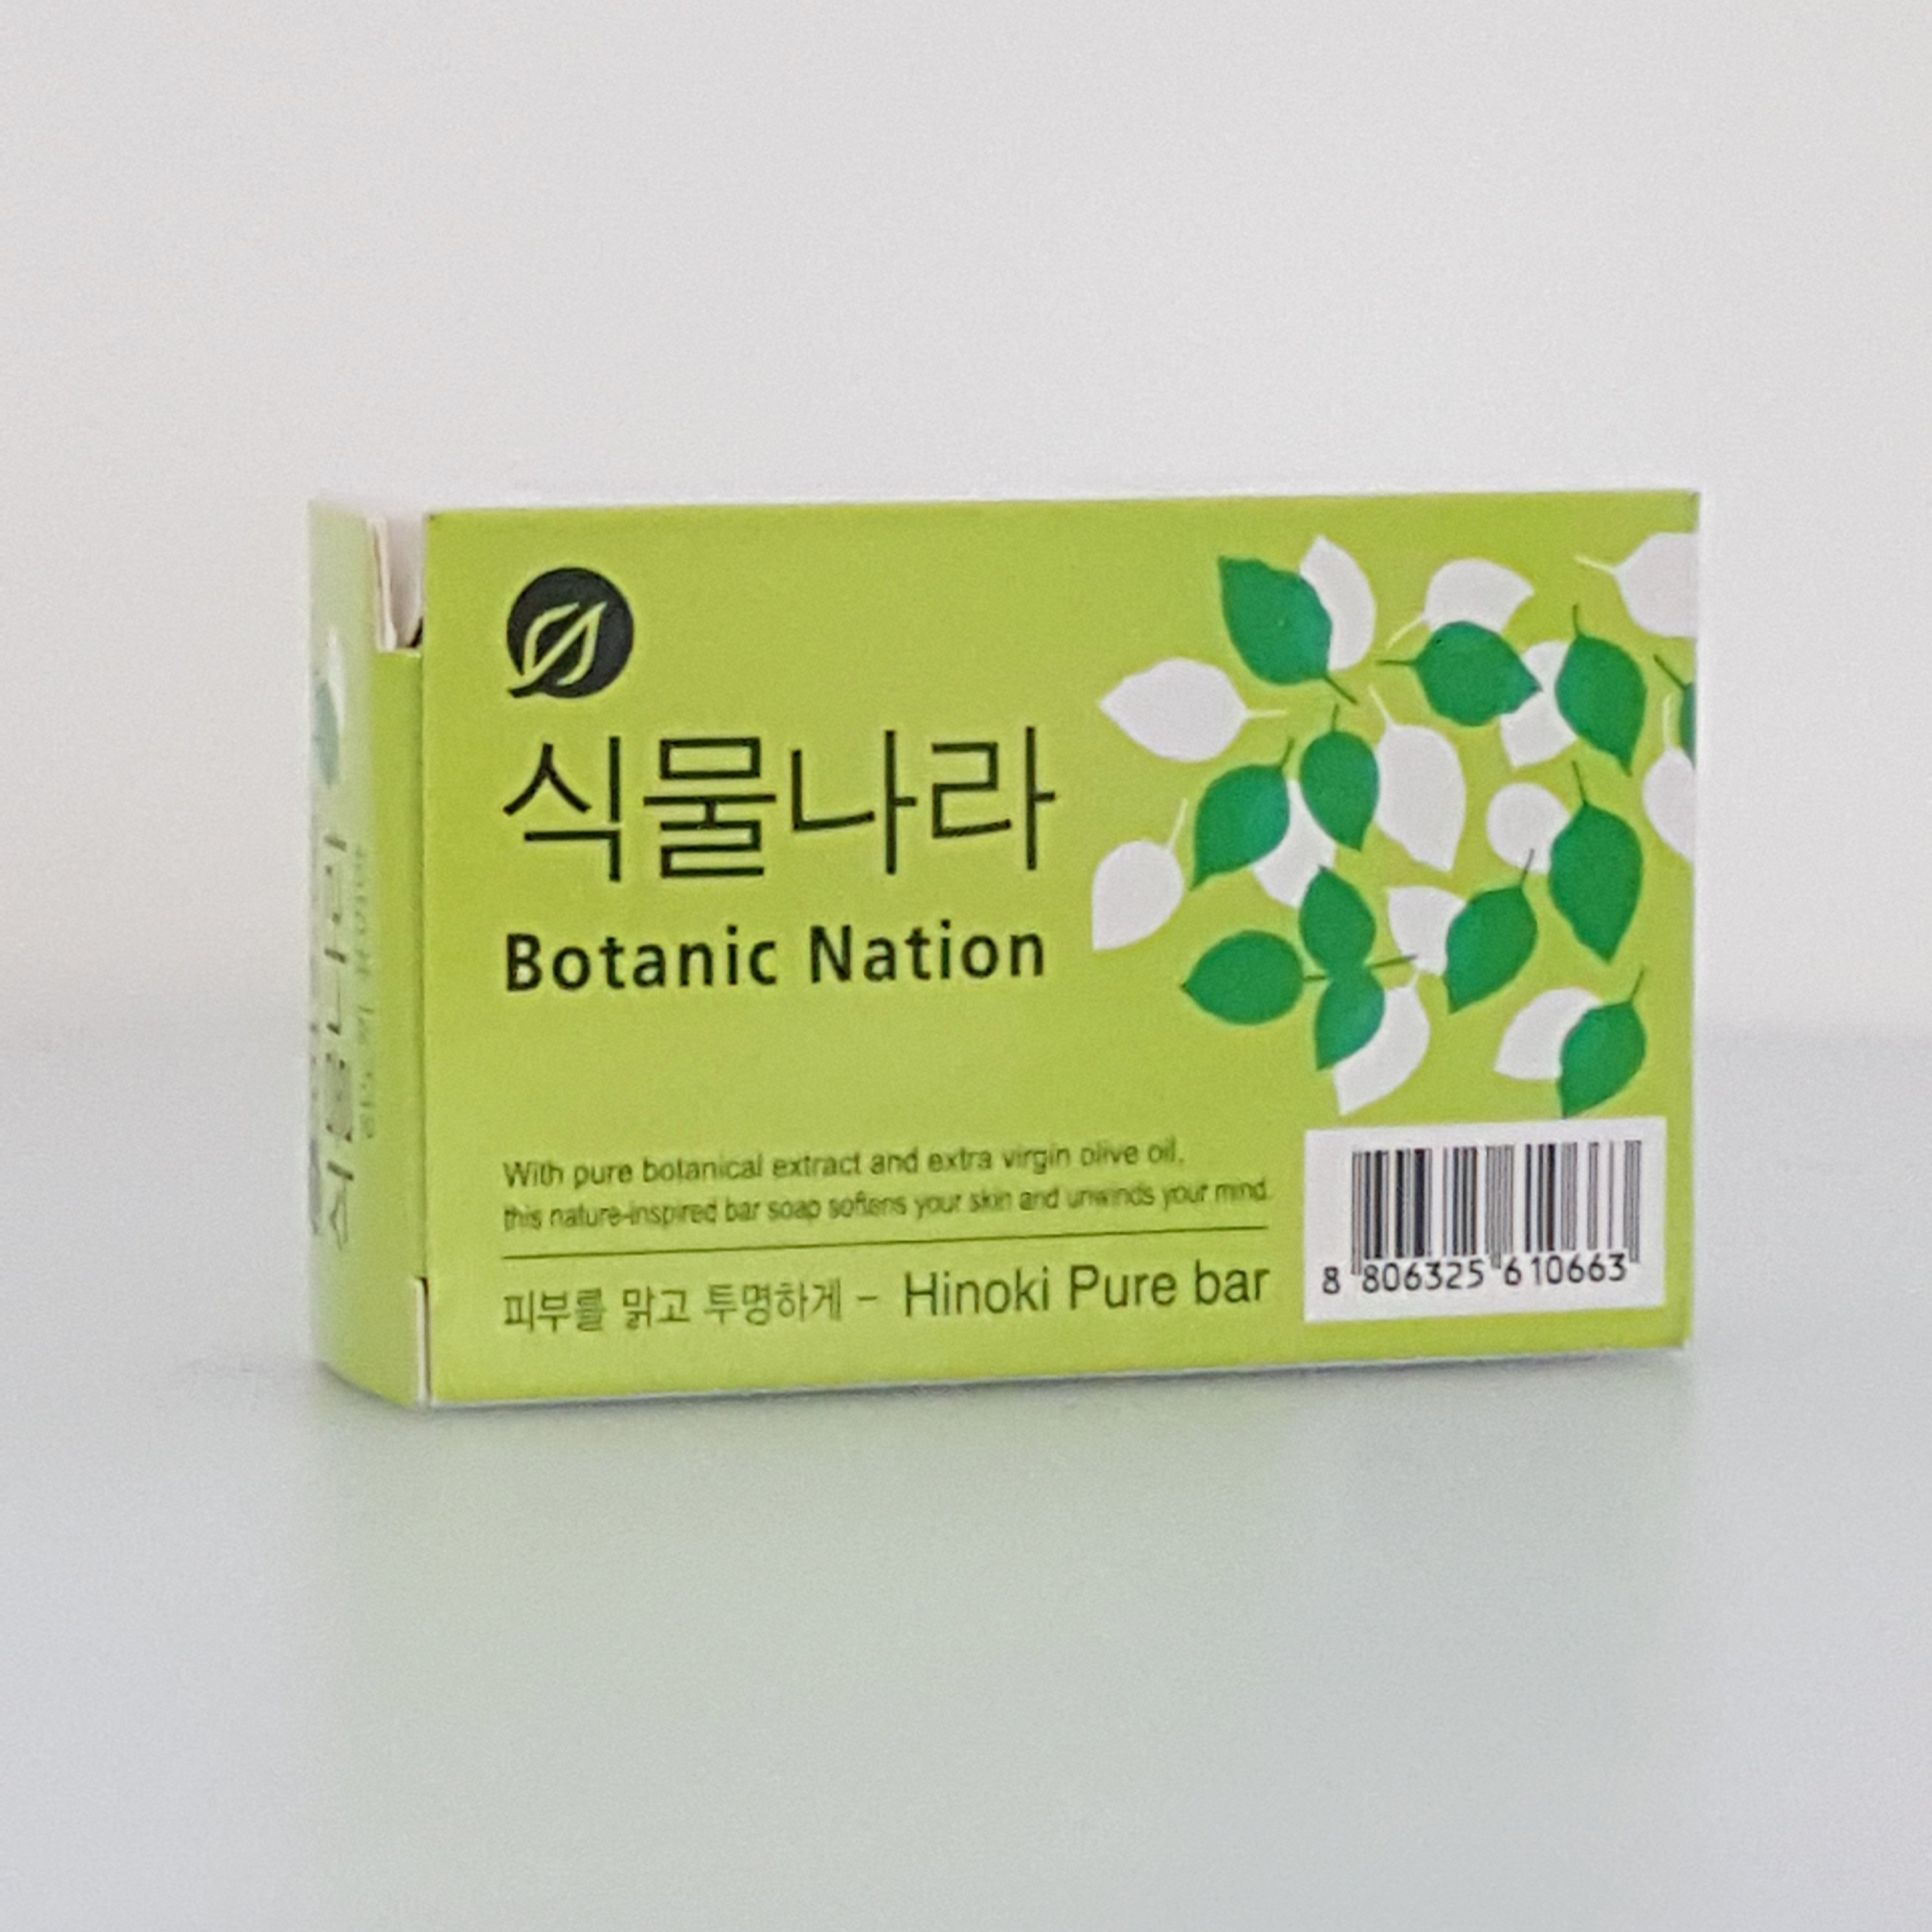 식물나라
Botanic Nation
With pure botanical extract and extra virgin olive oil,
this nature-inspired bar soap softens your skin and unwinds your mind.
피부를 맑고 투명하게 - Hinoki Pure bar
8 806325 610663